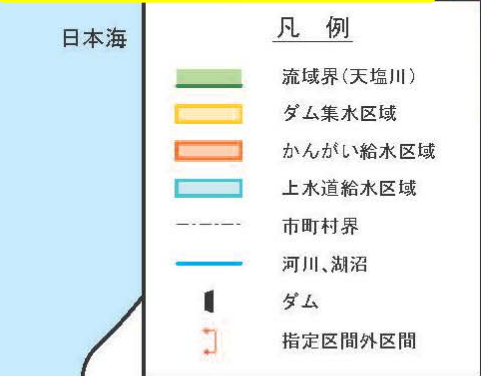 日本海
凡 例
流域界(天塩川)
ダム集水区域
かんがい給水区域
上水道給水区域
市町村界
河川、湖沼
ダム
指定区間外区間